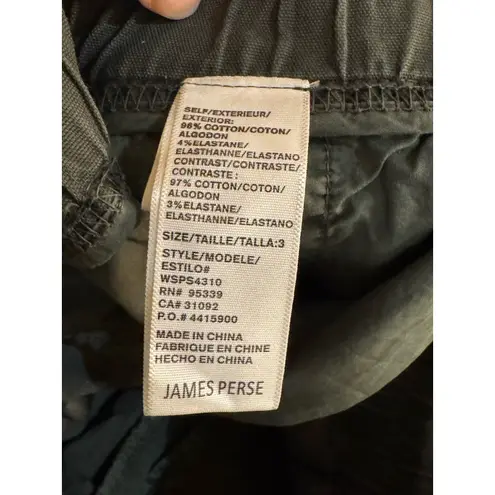 SELF/EXTERIEUR/
EXTERIOR:
96% COTTON/COTON/
ALGODON
4% ELASTANE/
ELASTHANNE/ELASTANO
CONTRAST/CONTRASTE/
CONTRASTE :
97% COTTON/COTON/
ALGODON
3% ELASTANE/
ELASTHANNE/ELASTANO
SIZE/TAILLE/TALLA:3
STYLE/MODELE/
ESTILO#
WSPS4310
RN# 95339
CA# 31092
P.O.# 4415900
MADE IN CHINA
FABRIQUE EN CHINE
HECHO EN CHINA
JAMES PERSE